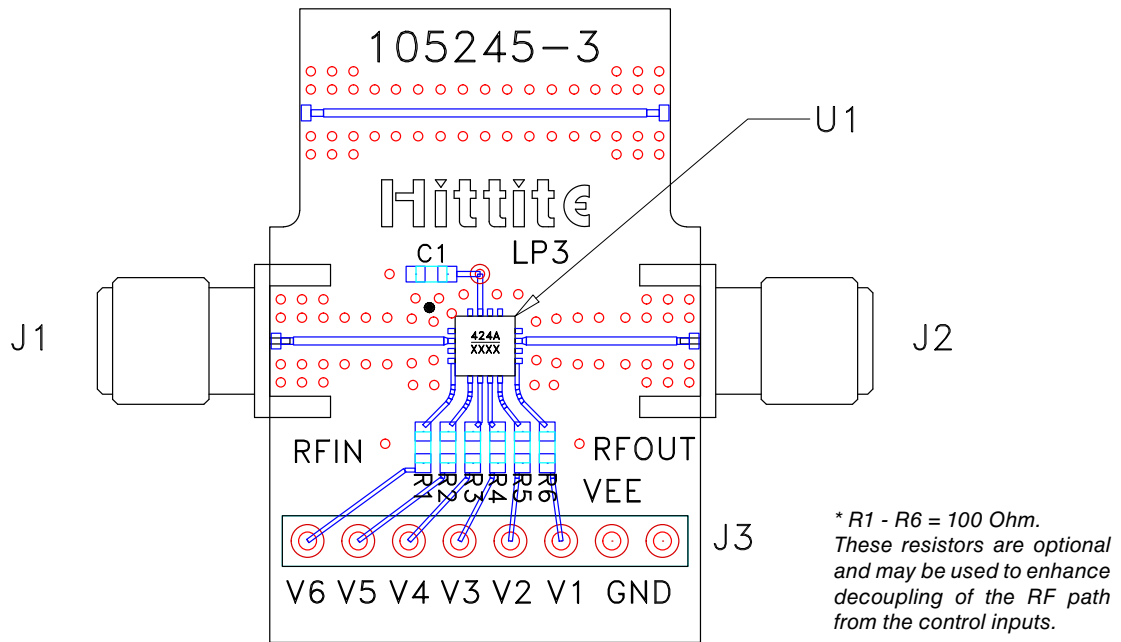 105245-3
U1
Hittite
C1
LP3
424A
XXXX
J1
J2
RFIN
RFOUT
R1
R2
R3
R4
R5
R6
VEE
J3
V6 V5 V4 V3 V2 V1 GND
* R1 - R6 = 100 Ohm.
These resistors are optional
and may be used to enhance
decoupling of the RF path
from the control inputs.